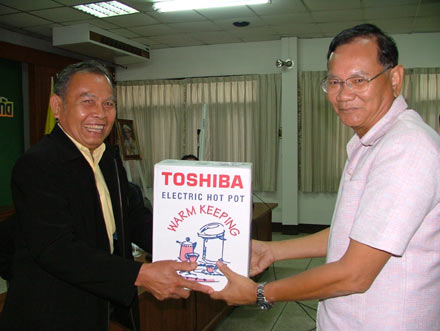 TOSHIBA
ELECTRIC HOT POT
WARM KEEPING